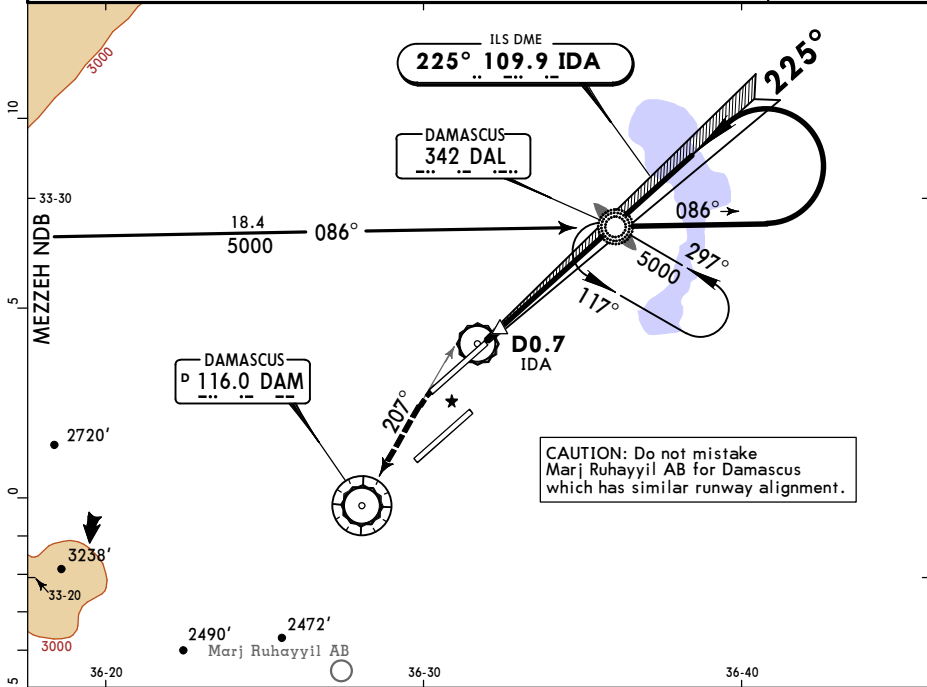 3000
ILS DME
225° 109.9 IDA
225°
DAMASCUS
342 DAL
10
33-30
18.4
5000
086°
086°
MEZZEH NDB
297°
5000
117°
5
D0.7
IDA
DAMASCUS
D 116.0 DAM
207°
2720'
CAUTION: Do not mistake
Marj Ruhayyil AB for Damascus
which has similar runway alignment.
0
3238'
33-20
3000
2490'
2472'
Marj Ruhayyil AB
5
36-20
36-30
36-40